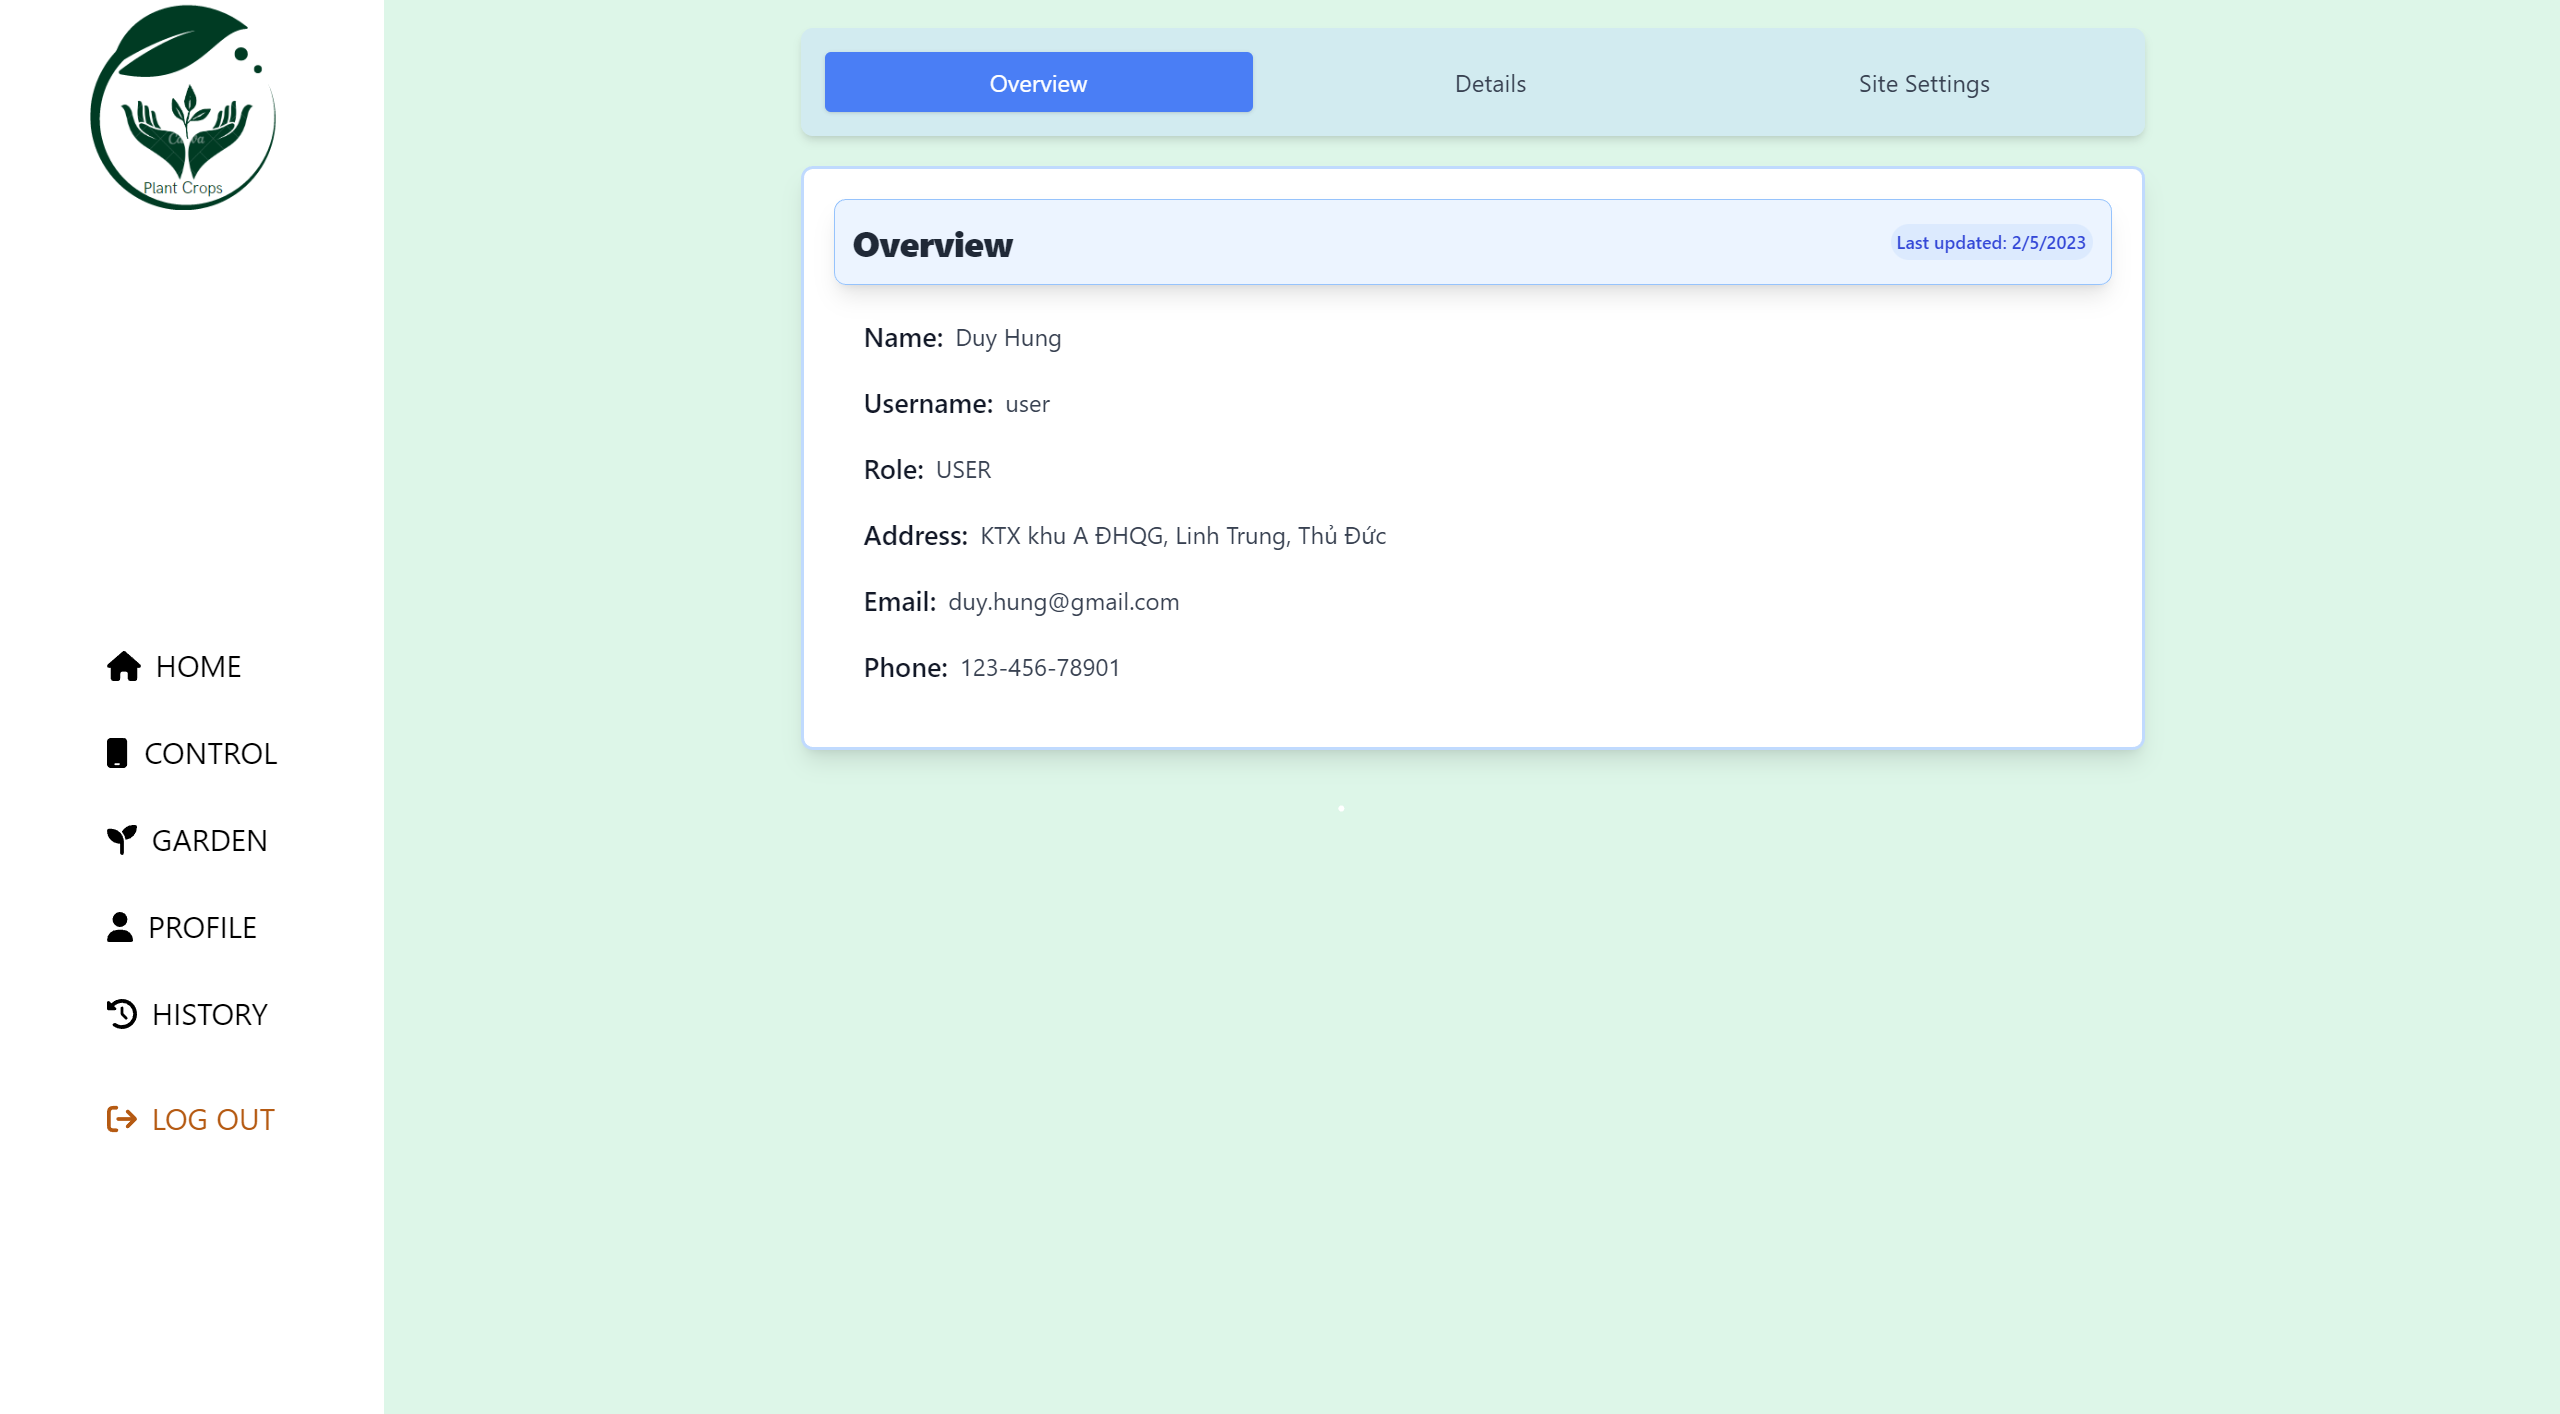 Canva
Plant Crops
HOME
CONTROL
GARDEN
PROFILE
HISTORY
LOG OUT
Overview
Details
Site Settings
Overview
Last updated: 2/5/2023
Name: Duy Hung
Username: user
Role: USER
Address: KTX khu A ĐHQG, Linh Trung, Thủ Đức
Email: duy.hung@gmail.com
Phone: 123-456-78901